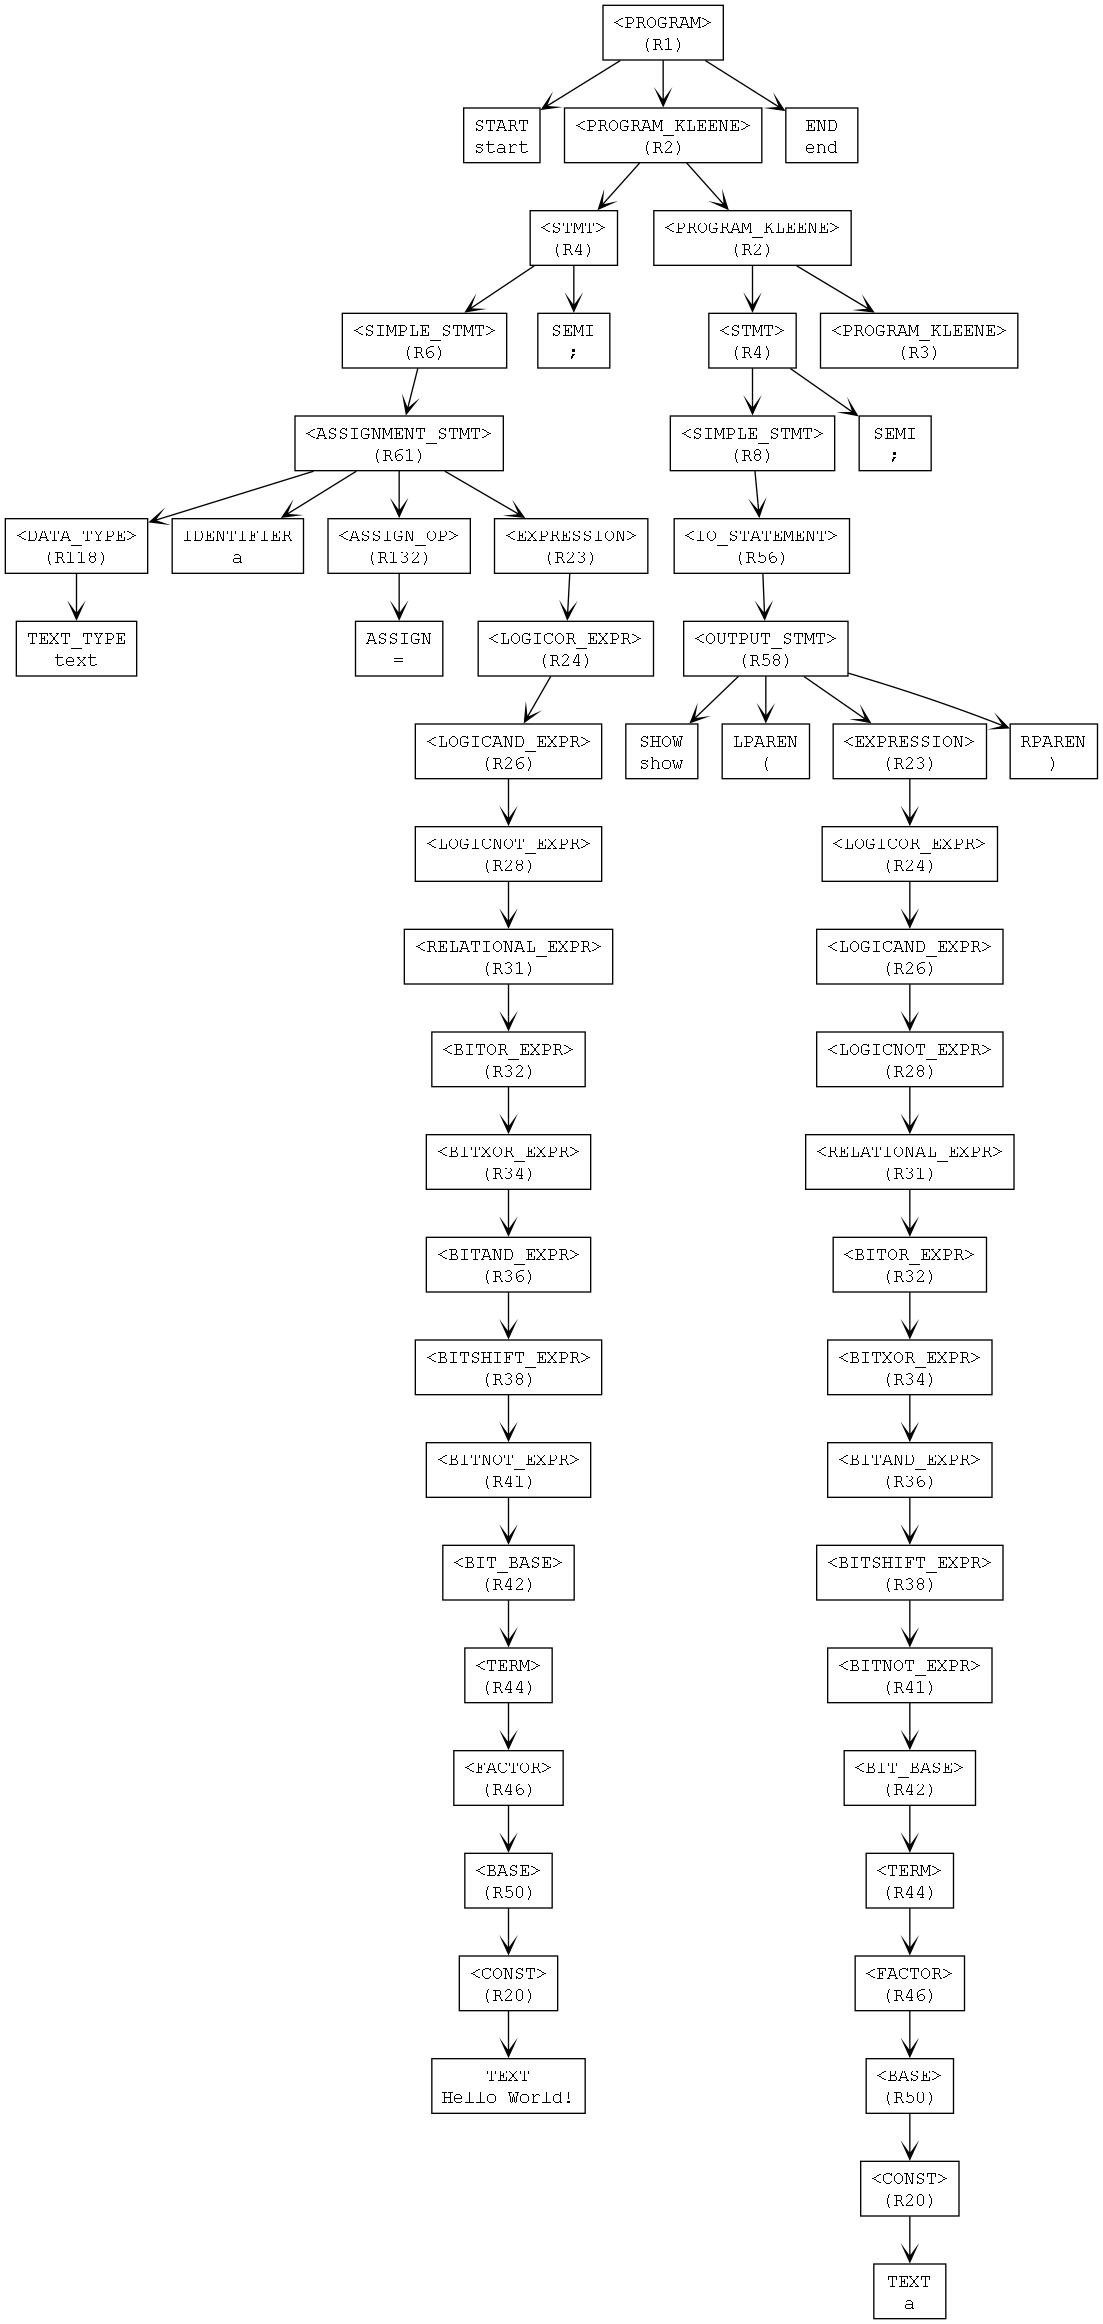 <PROGRAM>
(R1)
START
start
<PROGRAM_KLEENE>
(R2)
END
end
<STMT>
(R4)
<PROGRAM_KLEENE>
(R2)
<SIMPLE_STMT>
(R6)
SEMI
;
<STMT>
(R4)
<PROGRAM_KLEENE>
(R3)
<ASSIGNMENT_STMT>
(R61)
<SIMPLE_STMT>
(R8)
SEMI
;
<DATA_TYPE>
(R118)
IDENTIFIER
a
<ASSIGN_OP>
(R132)
<EXPRESSION>
(R23)
<IO_STATEMENT>
(R56)
TEXT_TYPE
text
ASSIGN
=
<LOGICOR_EXPR>
(R24)
<OUTPUT_STMT>
(R58)
<LOGICAND_EXPR>
(R26)
SHOW
show
LPAREN
(
<EXPRESSION>
(R23)
RPAREN
)
<LOGICNOT_EXPR>
(R28)
<LOGICOR_EXPR>
(R24)
<RELATIONAL_EXPR>
(R31)
<LOGICAND_EXPR>
(R26)
<BITOR_EXPR>
(R32)
<LOGICNOT_EXPR>
(R28)
<BITXOR_EXPR>
(R34)
<RELATIONAL_EXPR>
(R31)
<BITAND_EXPR>
(R36)
<BITOR_EXPR>
(R32)
<BITSHIFT_EXPR>
(R38)
<BITXOR_EXPR>
(R34)
<BITNOT_EXPR>
(R41)
<BITAND_EXPR>
(R36)
<BIT_BASE>
(R42)
<BITSHIFT_EXPR>
(R38)
<TERM>
(R44)
<BITNOT_EXPR>
(R41)
<FACTOR>
(R46)
<BIT_BASE>
(R42)
<BASE>
(R50)
<TERM>
(R44)
<CONST>
(R20)
<FACTOR>
(R46)
TEXT
Hello World!
<BASE>
(R50)
<CONST>
(R20)
TEXT
a